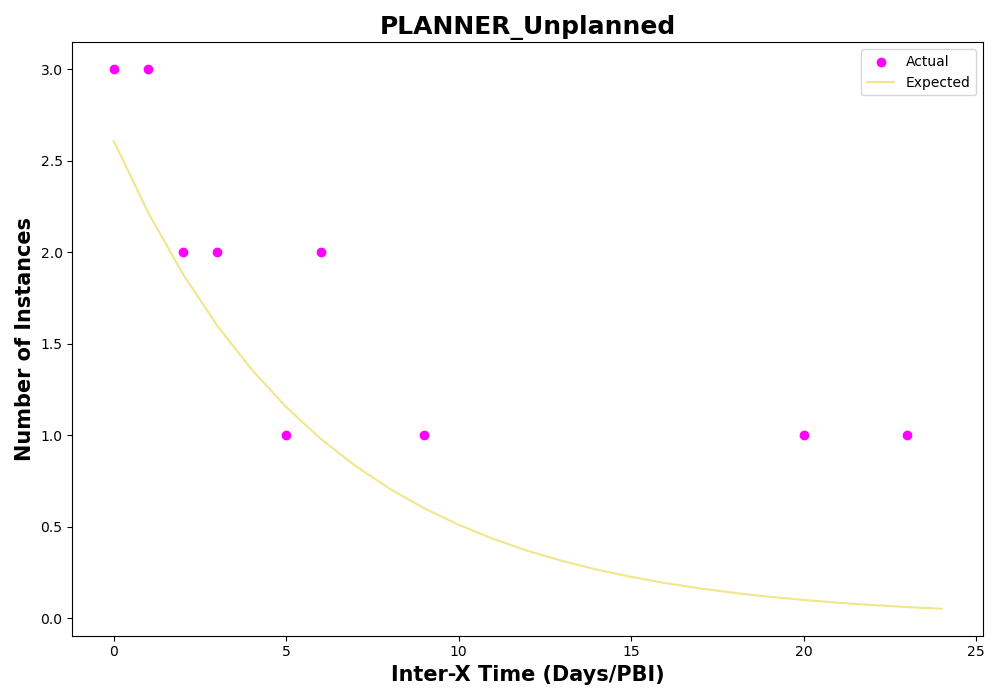 PLANNER_Unplanned
Actual
Expected
3.0
2.5
2.0
1.5
1.0
0.5
0.0
Number of Instances
0
5
10
15
20
25
Inter-X Time (Days/PBI)